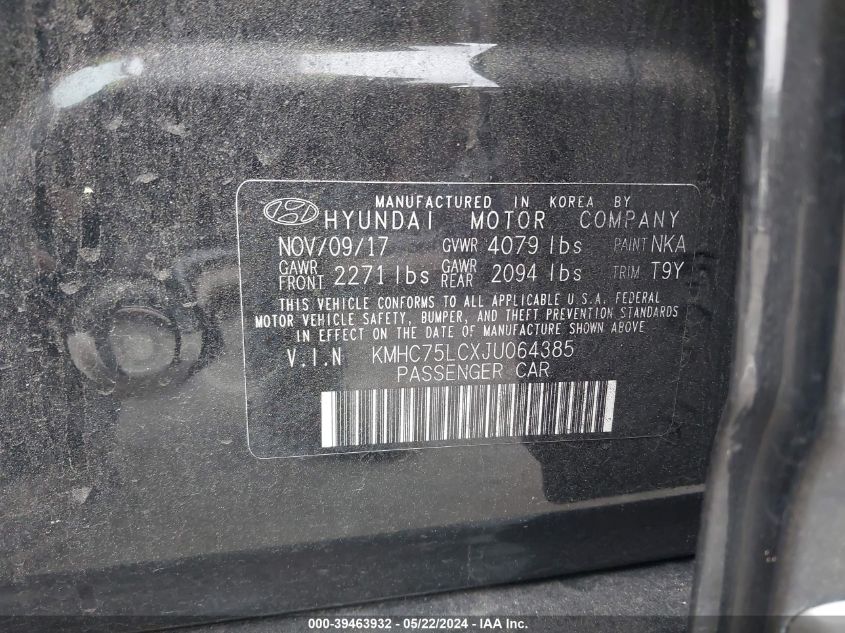 MANUFACTURED IN KOREA BY
HYUNDAI MOTOR COMPANY
NOV/09/17 GVWR 4079 lbs PAINT NKA
GAWR FRONT 2271 lbs GAWR REAR 2094 lbs TRIM T9Y
THIS VEHICLE CONFORMS TO ALL APPLICABLE U.S.A. FEDERAL
MOTOR VEHICLE SAFETY, BUMPER, AND THEFT PREVENTION STANDARDS
IN EFFECT ON THE DATE OF MANUFACTURE SHOWN ABOVE
V.I.N KMHC75LCXJU064385
PASSENGER CAR
000-39463932 - 05/22/2024 - IAA Inc.